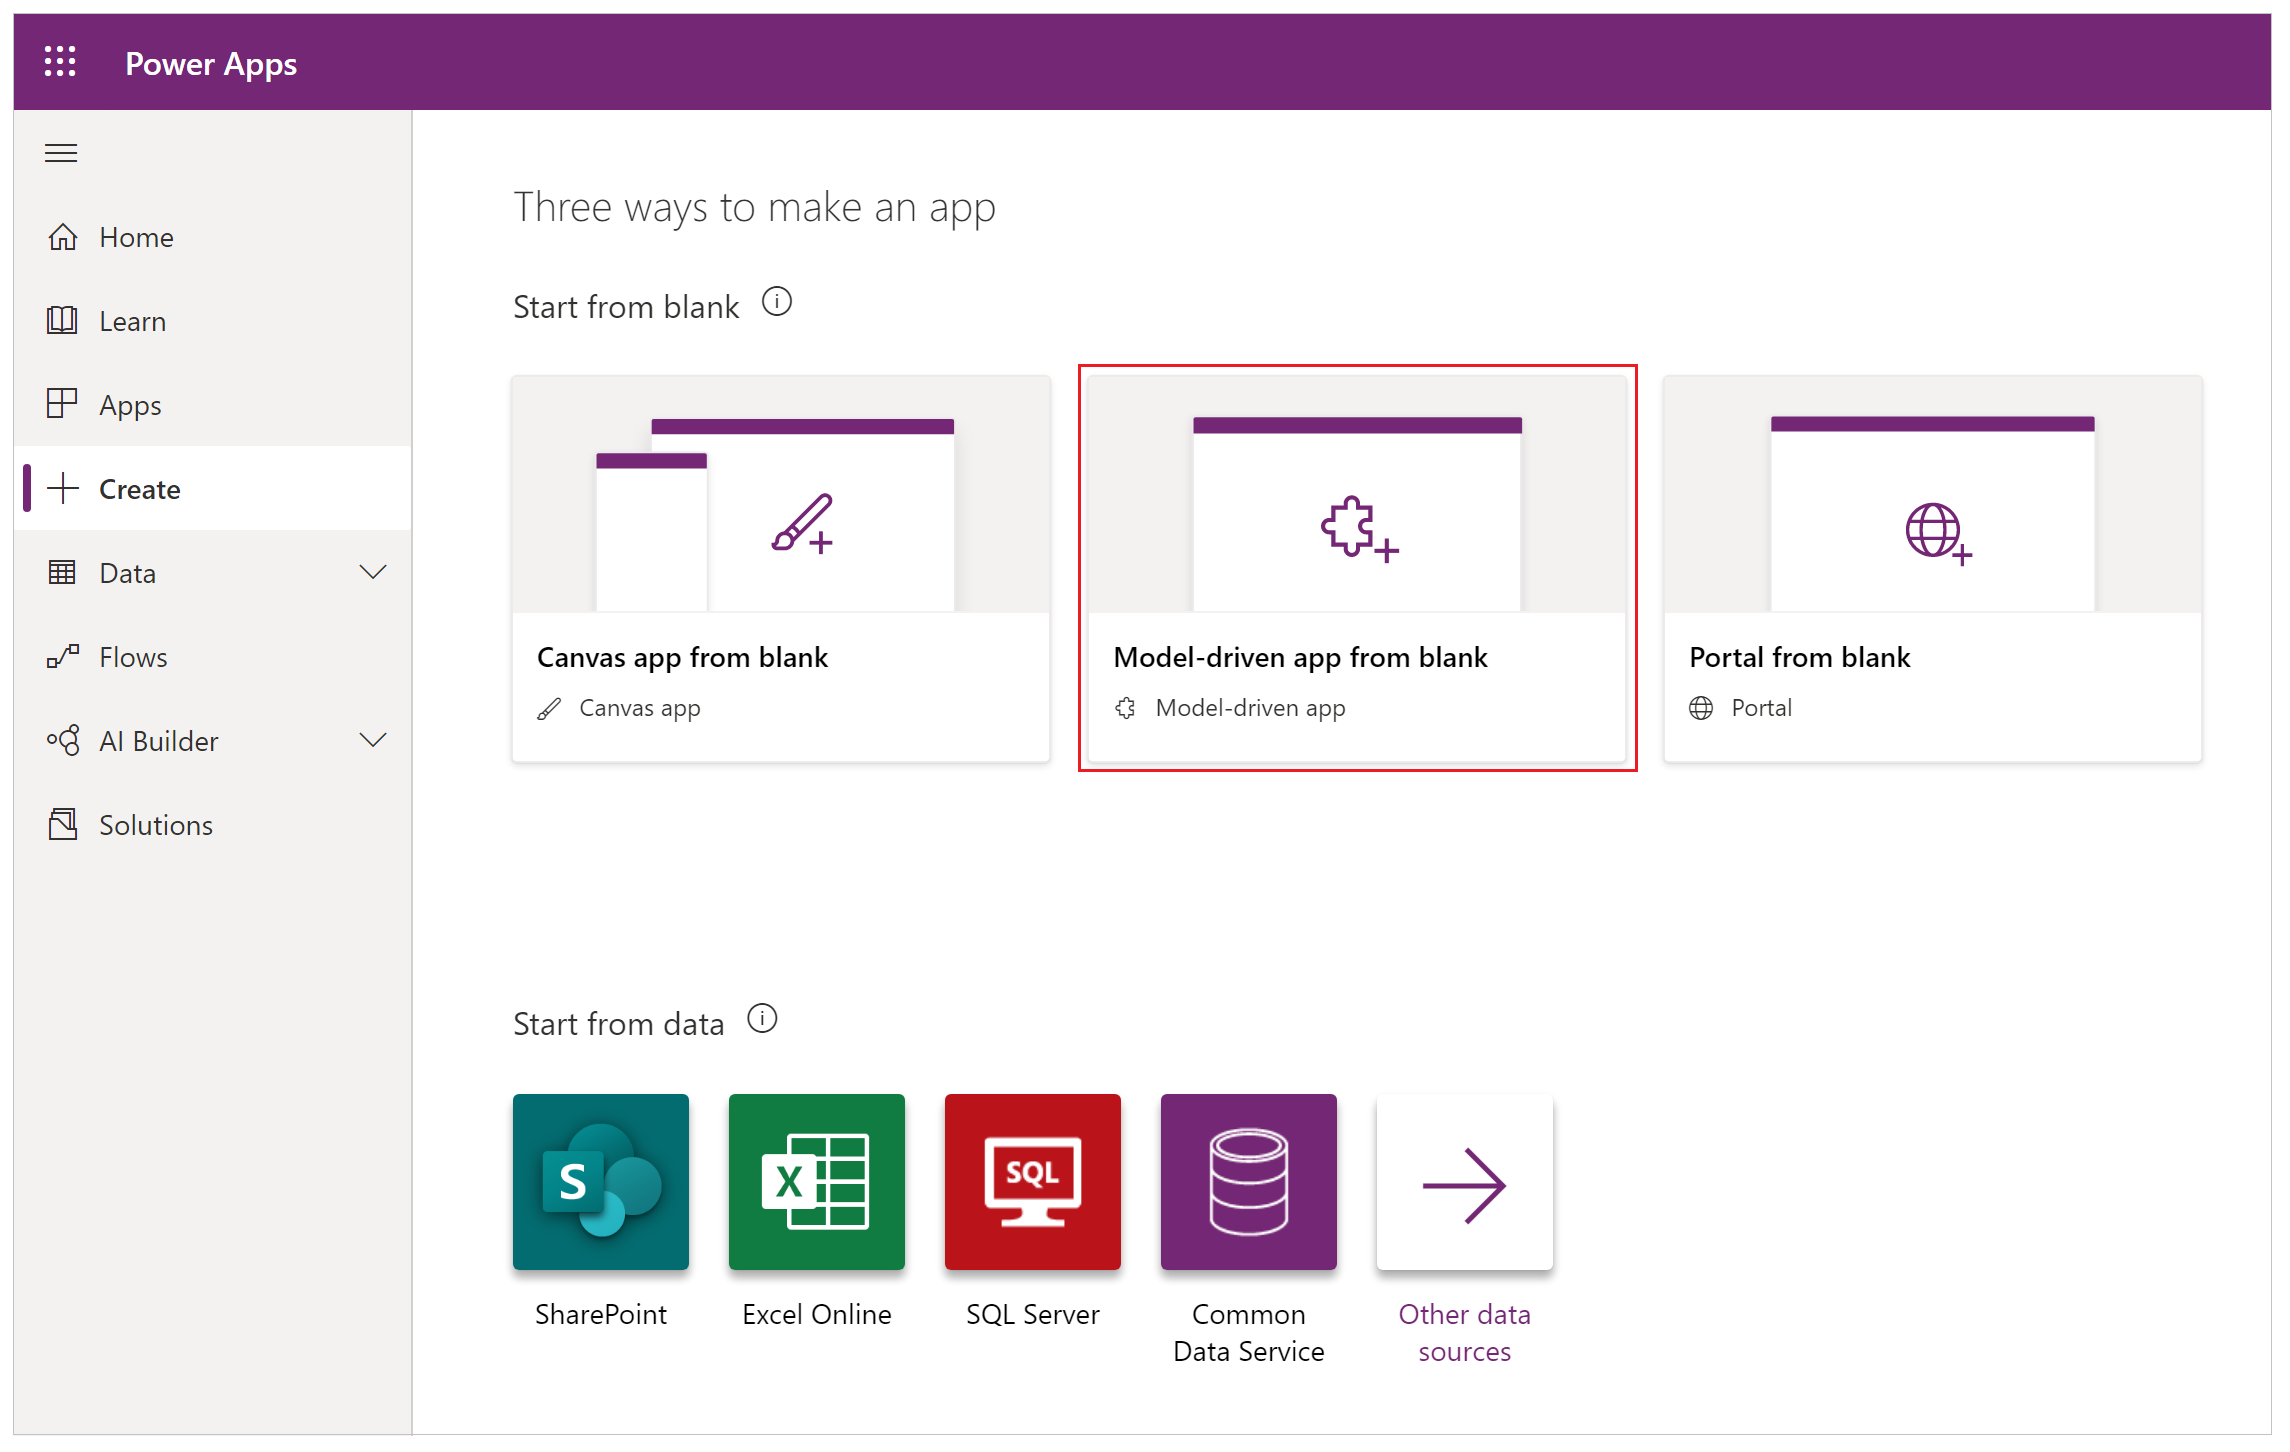 Power Apps
Home
Learn
Apps
Create
Data
Flows
AI Builder
Solutions
Three ways to make an app
Start from blank
Canvas app from blank
Canvas app
Model-driven app from blank
Model-driven app
Portal from blank
Portal
Start from data
S
SharePoint
X
Excel Online
SQL
SQL Server
Common
Data Service
Other data
sources